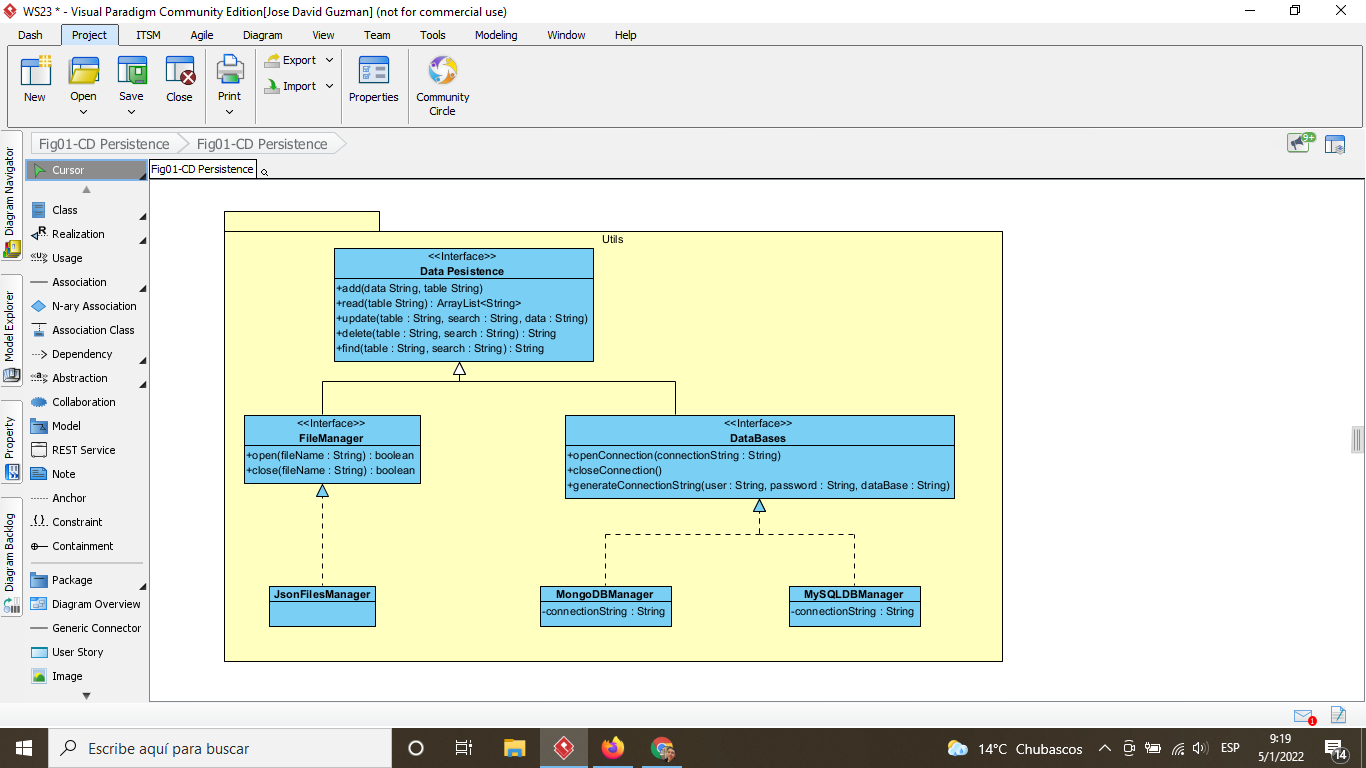 WS23 * - Visual Paradigm Community Edition[Jose David Guzman] (not for commercial use)
Dash Project ITSM Agile Diagram View Team Tools Modeling Window Help
New Open Save Close Print Export Import Properties Community Circle
Fig01-CD Persistence Fig01-CD Persistence
9+
Diagram Navigator
Model Explorer
Property
Diagram Backlog
Cursor
Class
Realization
Usage
Association
N-ary Association
Association Class
Dependency
Abstraction
Collaboration
Model
REST Service
Note
Anchor
Constraint
Containment
Package
Diagram Overview
Generic Connector
User Story
Image
Fig01-CD Persistence
Utils
<<Interface>>
Data Pesistence
+add(data String, table String)
+read(table String) : ArrayList<String>
+update(table : String, search : String, data : String)
+delete(table : String, search : String) : String
+find(table : String, search : String) : String
<<Interface>>
FileManager
+open(fileName : String) : boolean
+close(fileName : String) : boolean
<<Interface>>
DataBases
+openConnection(connectionString : String)
+closeConnection()
+generateConnectionString(user : String, password : String, dataBase : String)
JsonFilesManager
MongoDBManager
-connectionString : String
MySQLDBManager
-connectionString : String
1
Escribe aquí para buscar
14°C Chubascos
ESP
9:19
5/1/2022
14